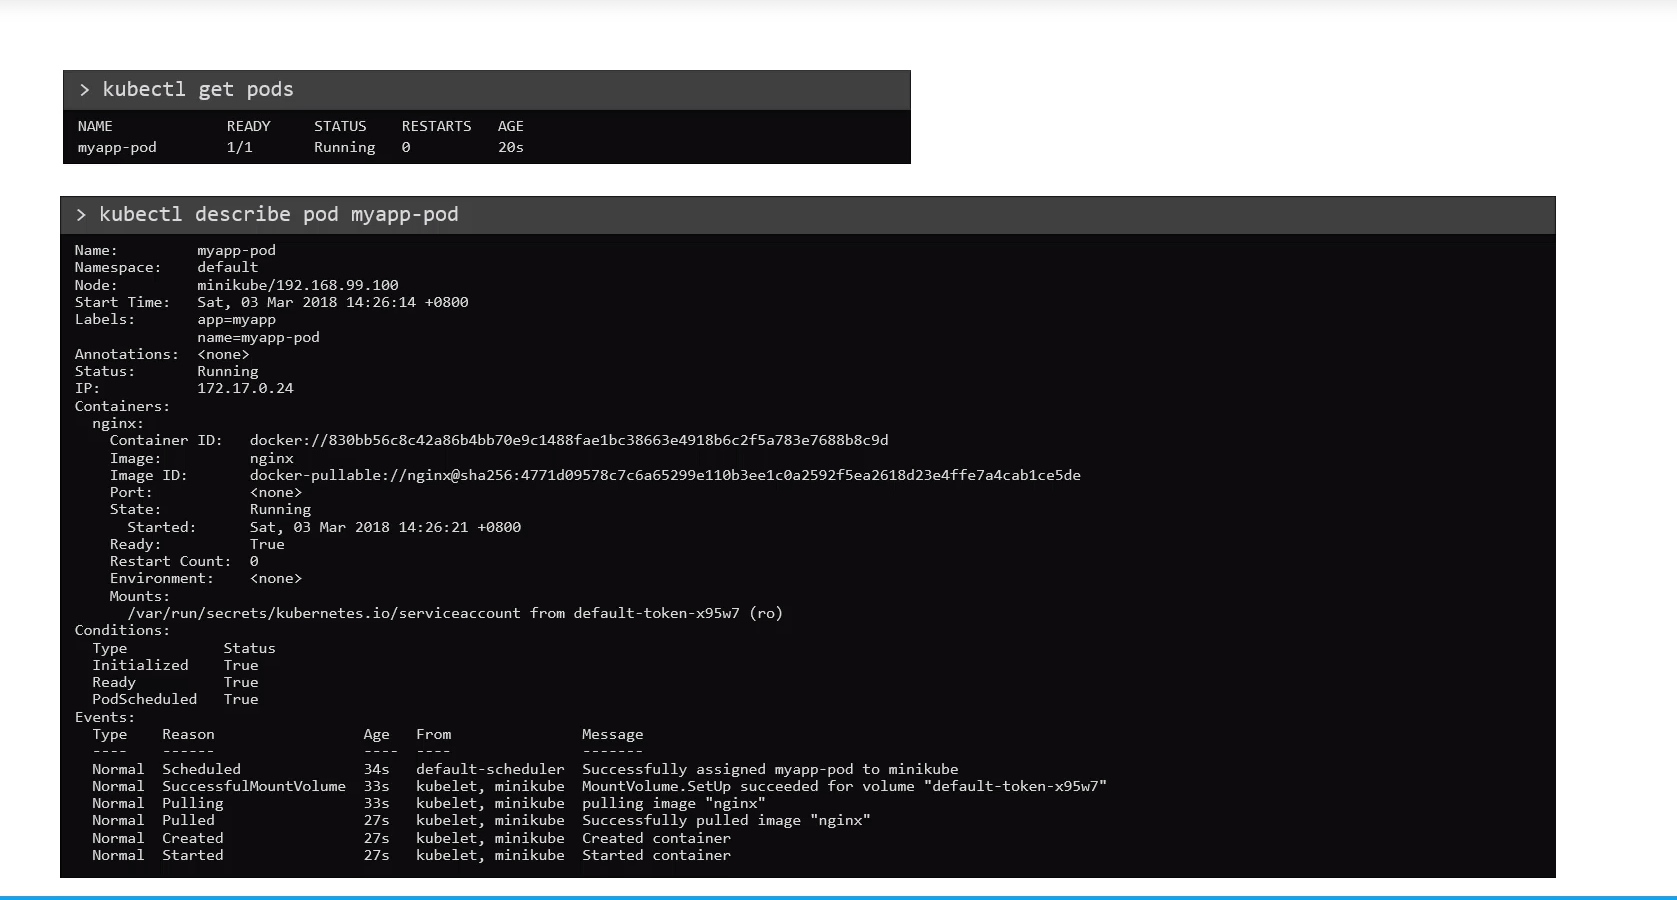 > kubectl get pods
NAME READY STATUS RESTARTS AGE
myapp-pod 1/1 Running 0 20s
> kubectl describe pod myapp-pod
Name: myapp-pod
Namespace: default
Node: minikube/192.168.99.100
Start Time: Sat, 03 Mar 2018 14:26:14 +0800
Labels: app=myapp
name=myapp-pod
Annotations: <none>
Status: Running
IP: 172.17.0.24
Containers:
nginx:
Container ID: docker://830bb56c8c42a86b4bb70e9c1488fae1bc38663e4918b6c2f5a783e7688b8c9d
Image: nginx
Image ID: docker-pullable://nginx@sha256:4771d09578c7c6a65299e110b3ee1c0a2592f5ea2618d23e4ffe7a4cab1ce5de
Port: <none>
State: Running
Started: Sat, 03 Mar 2018 14:26:21 +0800
Ready: True
Restart Count: 0
Environment: <none>
Mounts:
/var/run/secrets/kubernetes.io/serviceaccount from default-token-x95w7 (ro)
Conditions:
Type Status
Initialized True
Ready True
PodScheduled True
Events:
Type Reason Age From Message
---- ------ ---- ---- -------
Normal Scheduled 34s default-scheduler Successfully assigned myapp-pod to minikube
Normal SuccessfulMountVolume 33s kubelet, minikube MountVolume.SetUp succeeded for volume "default-token-x95w7"
Normal Pulling 33s kubelet, minikube pulling image "nginx"
Normal Pulled 27s kubelet, minikube Successfully pulled image "nginx"
Normal Created 27s kubelet, minikube Created container
Normal Started 27s kubelet, minikube Started container